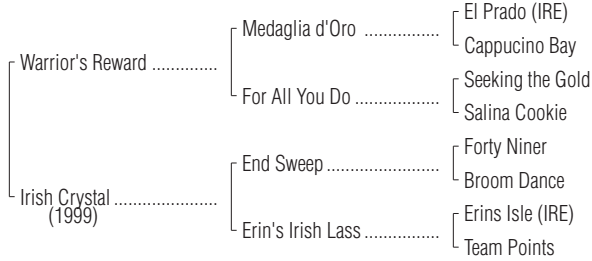 El Prado (IRE)
Medaglia d'Oro ................
Cappucino Bay
Warrior's Reward ..............
Seeking the Gold
For All You Do ..................
Salina Cookie
Forty Niner
End Sweep ........................
Broom Dance
Irish Crystal ......................
(1999)
Erins Isle (IRE)
Erin's Irish Lass ................
Team Points